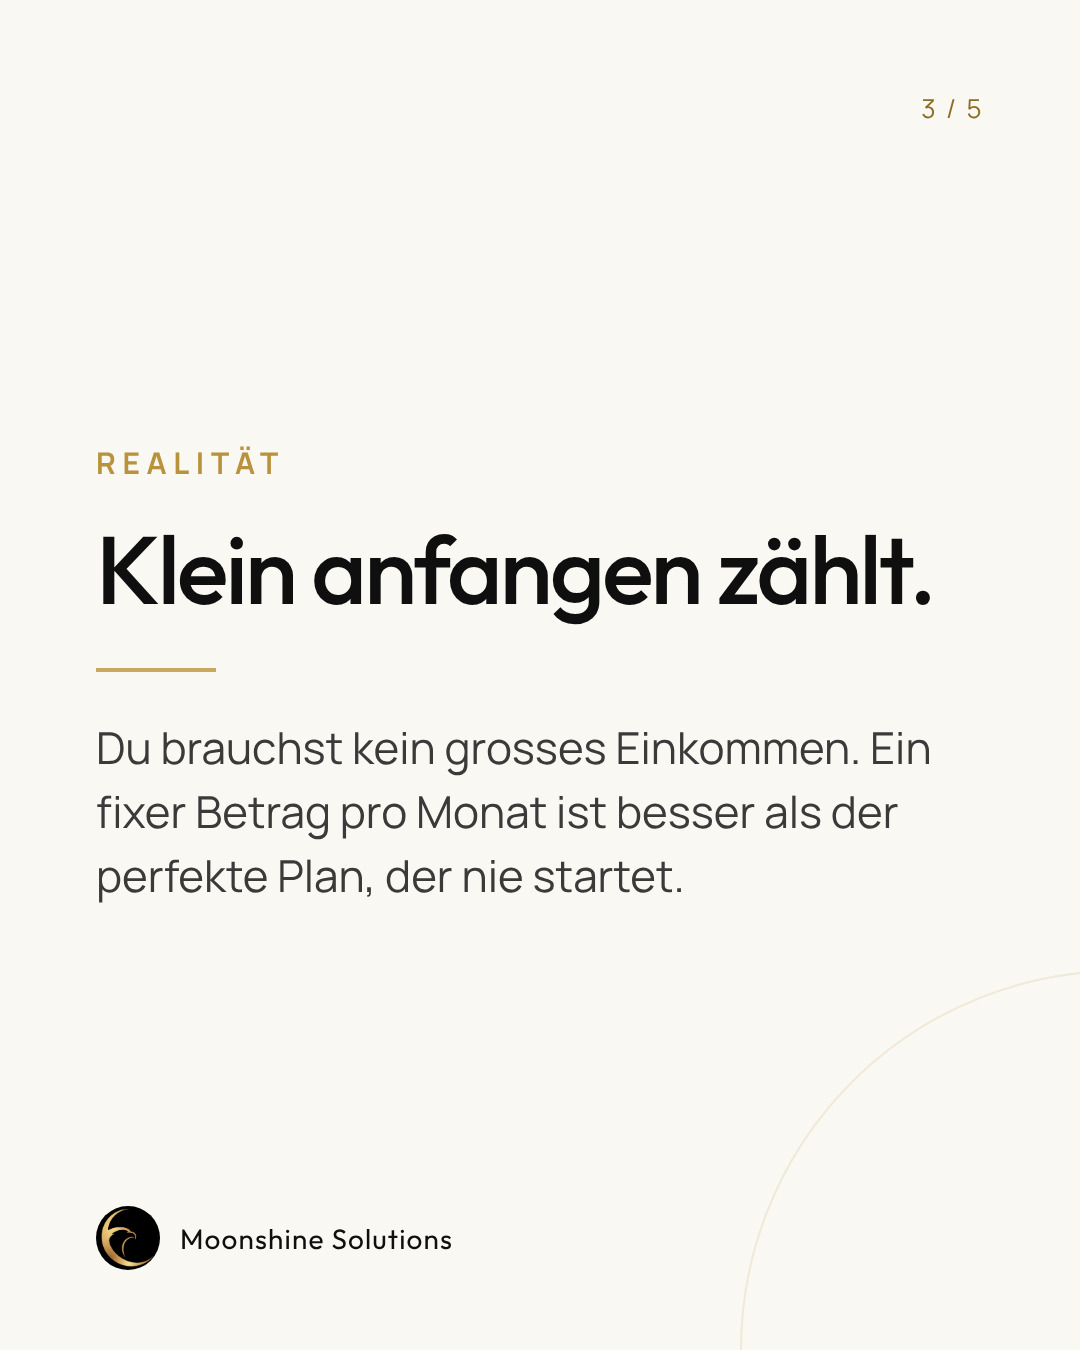 3 / 5
REALITÄT
Klein anfangen zählt.
Du brauchst kein grosses Einkommen. Ein
fixer Betrag pro Monat ist besser als der
perfekte Plan, der nie startet.
Moonshine Solutions